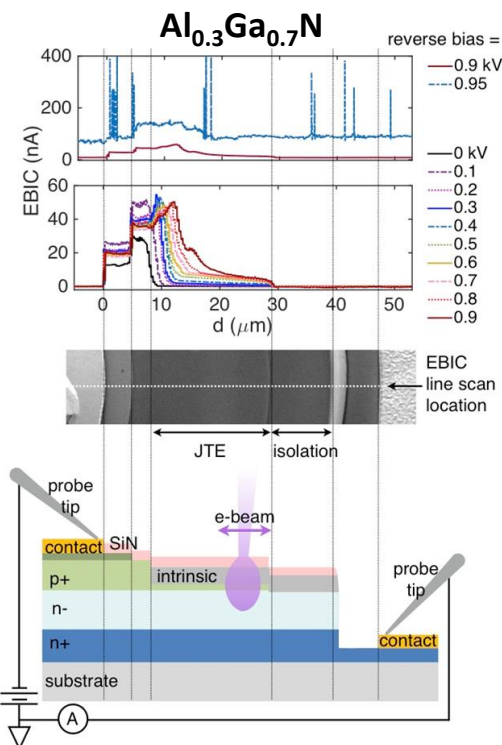 Al₀.₃Ga₀.₇N
reverse bias =
0.9 kV
0.95
400
200
0
EBIC (nA)
60
40
20
0
0 kV
0.1
0.2
0.3
0.4
0.5
0.6
0.7
0.8
0.9
0 10 20 30 40 50
d (μm)
EBIC
line scan
location
JTE
isolation
probe
tip
e-beam
contact
SiN
probe
tip
p+
intrinsic
n-
n+
contact
substrate
A